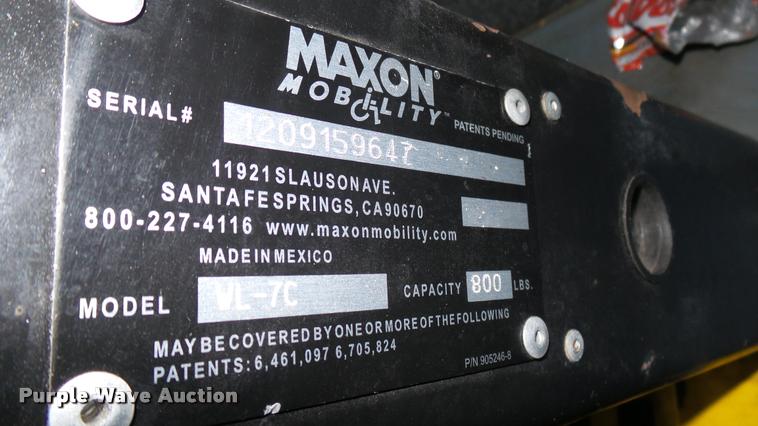 MAXON®
MOBILITY™
SERIAL# 1209159647
PATENTS PENDING
11921 SLAUSON AVE.
SANTA FE SPRINGS, CA 90670
800-227-4116 www.maxonmobility.com
MADE IN MEXICO
MODEL WL-7C CAPACITY 800 LBS.
MAY BE COVERED BY ONE OR MORE OF THE FOLLOWING
PATENTS: 6,461,097 6,705,824
P/N 905246-8
Purple Wave Auction